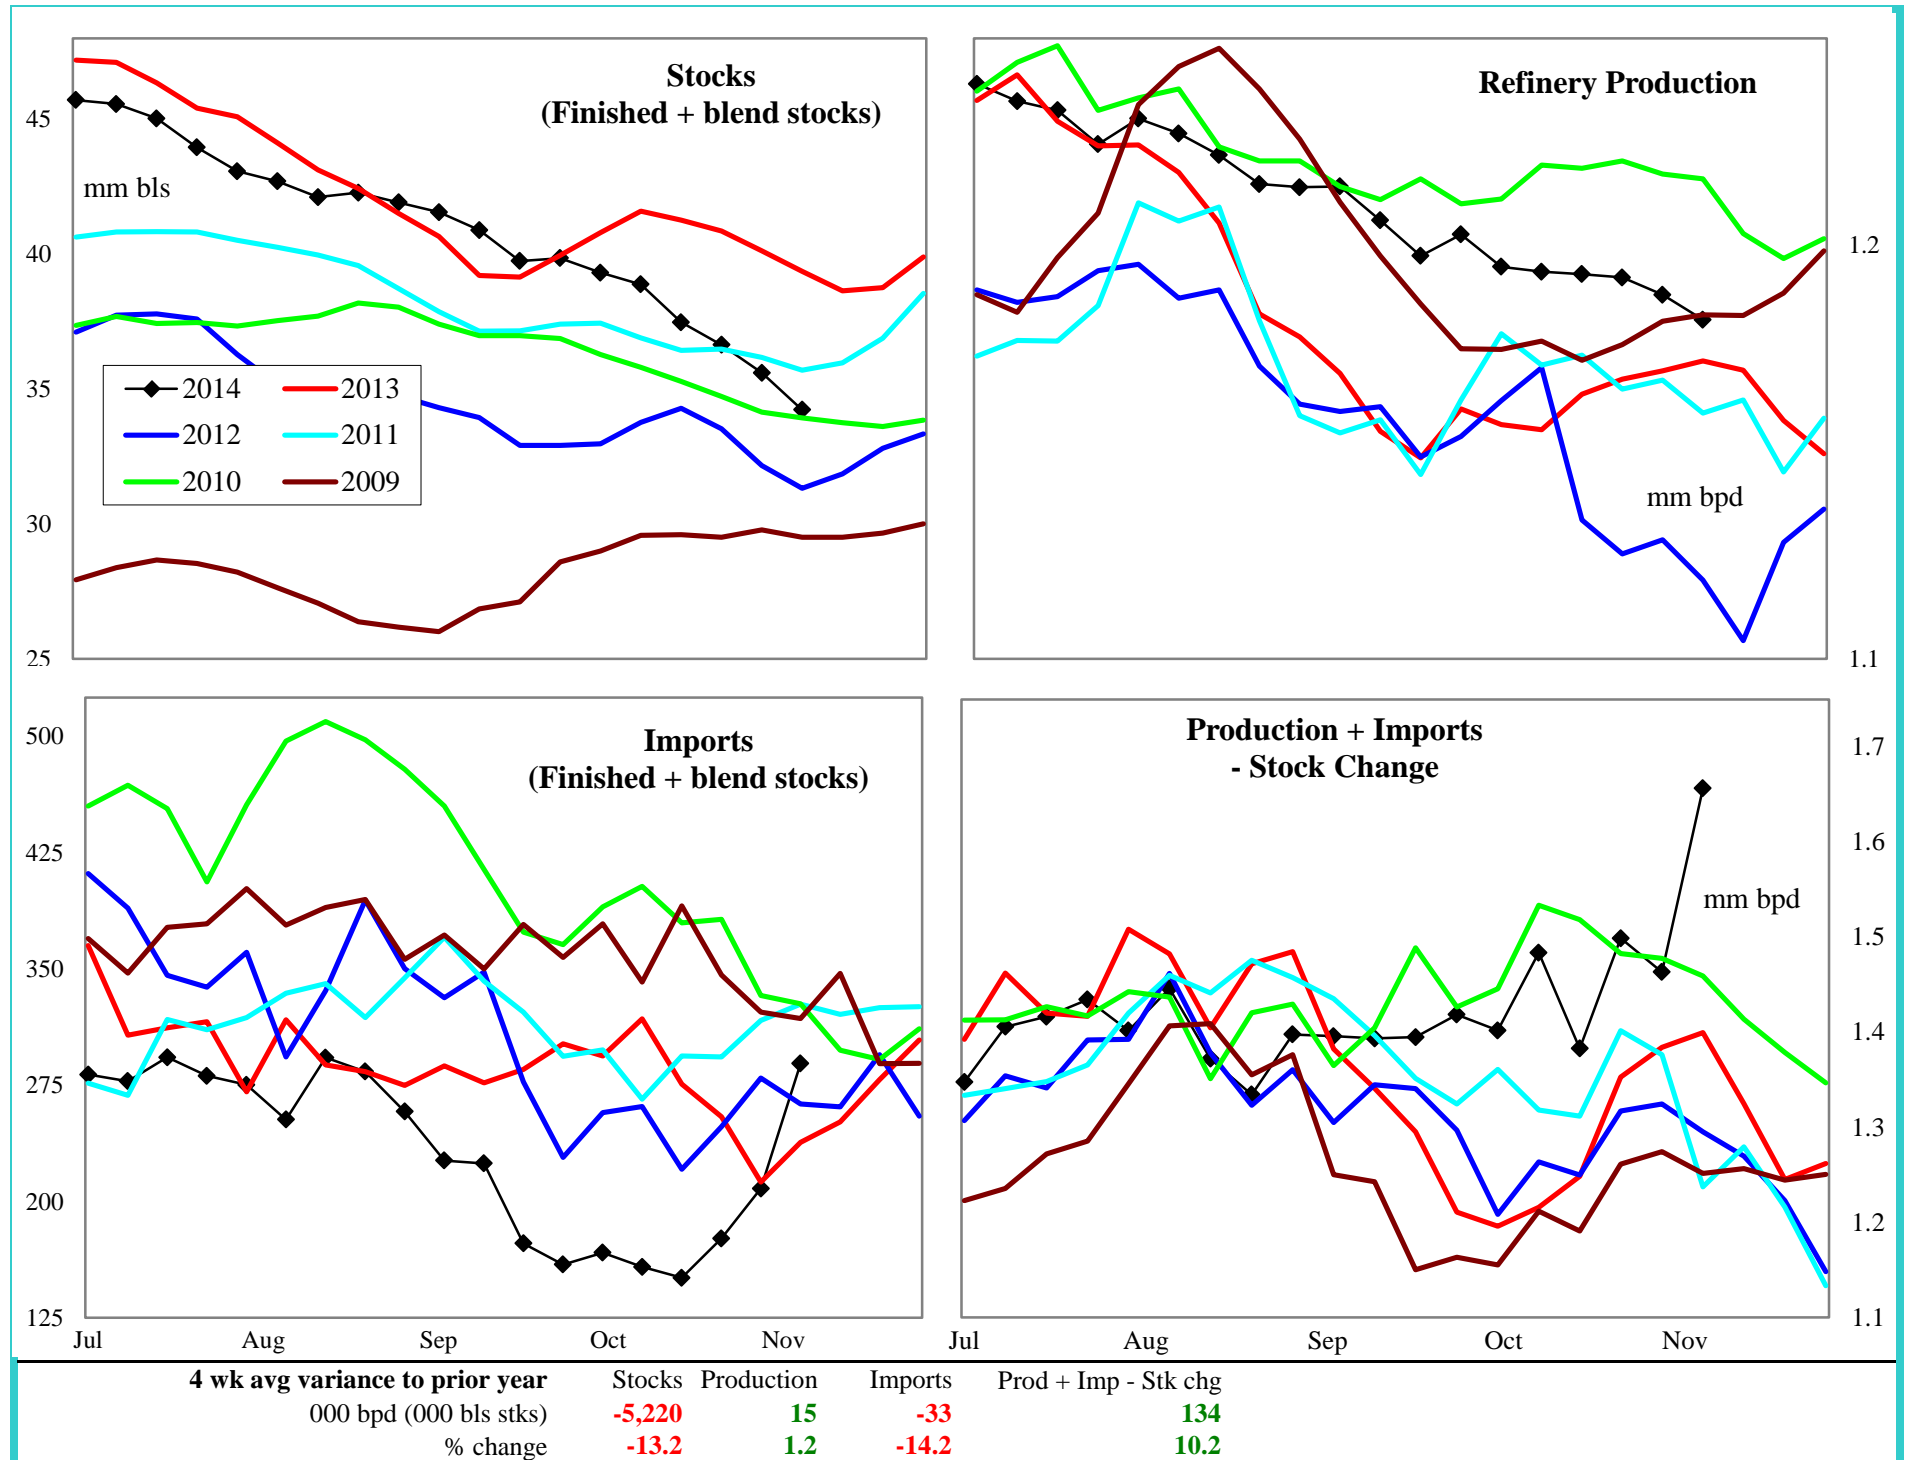 Stocks
(Finished + blend stocks)
mm bls
45
40
35
30
25
2014
2013
2012
2011
2010
2009
Refinery Production
mm bpd
1.2
1.1
Imports
(Finished + blend stocks)
500
425
350
275
200
125
Jul Aug Sep Oct Nov
Production + Imports
- Stock Change
mm bpd
1.7
1.6
1.5
1.4
1.3
1.2
1.1
Jul Aug Sep Oct Nov
4 wk avg variance to prior year Stocks Production Imports Prod + Imp - Stk chg
000 bpd (000 bls stks) -5,220 15 -33 134
% change -13.2 1.2 -14.2 10.2